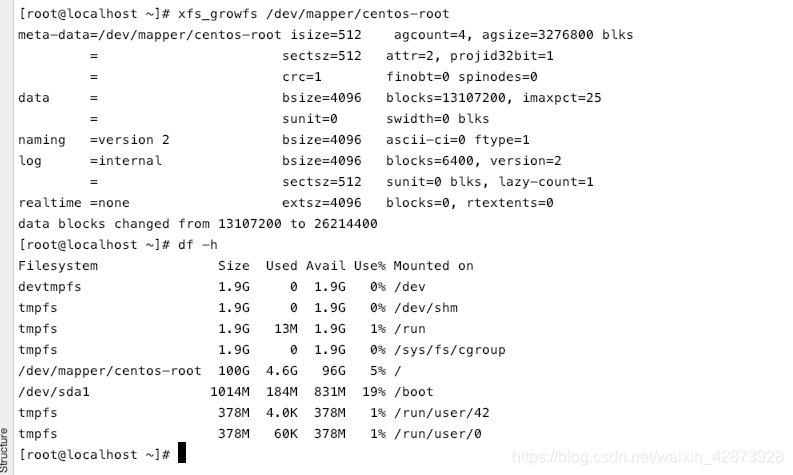 [root@localhost ~]# xfs_growfs /dev/mapper/centos-root
meta-data=/dev/mapper/centos-root isize=512    agcount=4, agsize=3276800 blks
         =                       sectsz=512   attr=2, projid32bit=1
         =                       crc=1        finobt=0 spinodes=0
data     =                       bsize=4096   blocks=13107200, imaxpct=25
         =                       sunit=0      swidth=0 blks
naming   =version 2              bsize=4096   ascii-ci=0 ftype=1
log      =internal               bsize=4096   blocks=6400, version=2
         =                       sectsz=512   sunit=0 blks, lazy-count=1
realtime =none                   extsz=4096   blocks=0, rtextents=0
data blocks changed from 13107200 to 26214400
[root@localhost ~]# df -h
Filesystem               Size  Used Avail Use% Mounted on
devtmpfs                 1.9G     0  1.9G   0% /dev
tmpfs                    1.9G     0  1.9G   0% /dev/shm
tmpfs                    1.9G   13M  1.9G   1% /run
tmpfs                    1.9G     0  1.9G   0% /sys/fs/cgroup
/dev/mapper/centos-root  100G  4.6G   96G   5% /
/dev/sda1               1014M  184M  831M  19% /boot
tmpfs                    378M  4.0K  378M   1% /run/user/42
tmpfs                    378M   60K  378M   1% /run/user/0
[root@localhost ~]#
Structure
https://blog.csdn.net/weixin_42873928